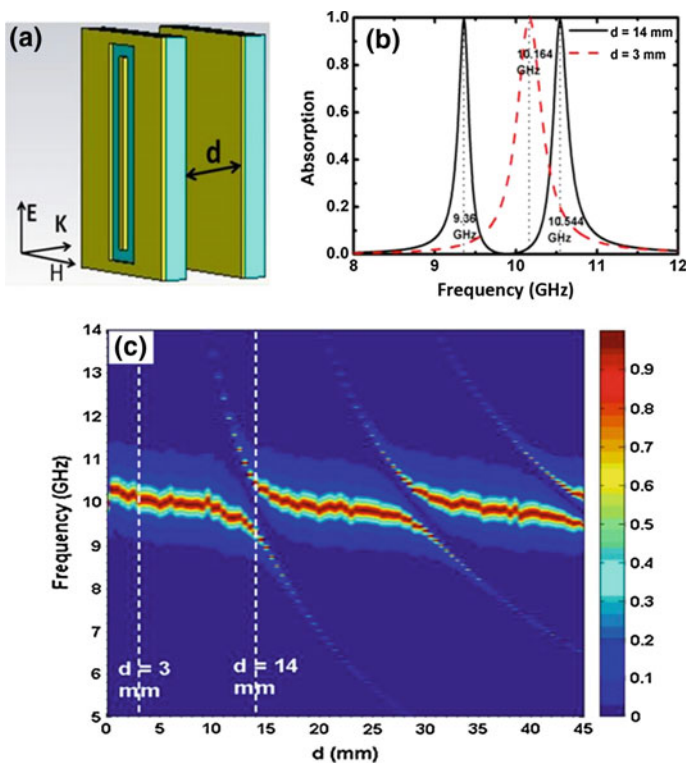 (a)
d
E
K
H
(b)
Absorption
1.0
0.8
0.6
0.4
0.2
0.0
d = 14 mm
d = 3 mm
10.164
GHz
9.36
GHz
10.544
GHz
8
9
10
11
12
Frequency (GHz)
(c)
Frequency (GHz)
14
13
12
11
10
9
8
7
6
5
d = 3
mm
d = 14
mm
0
5
10
15
20
25
30
35
40
45
d (mm)
0.9
0.8
0.7
0.6
0.5
0.4
0.3
0.2
0.1
0